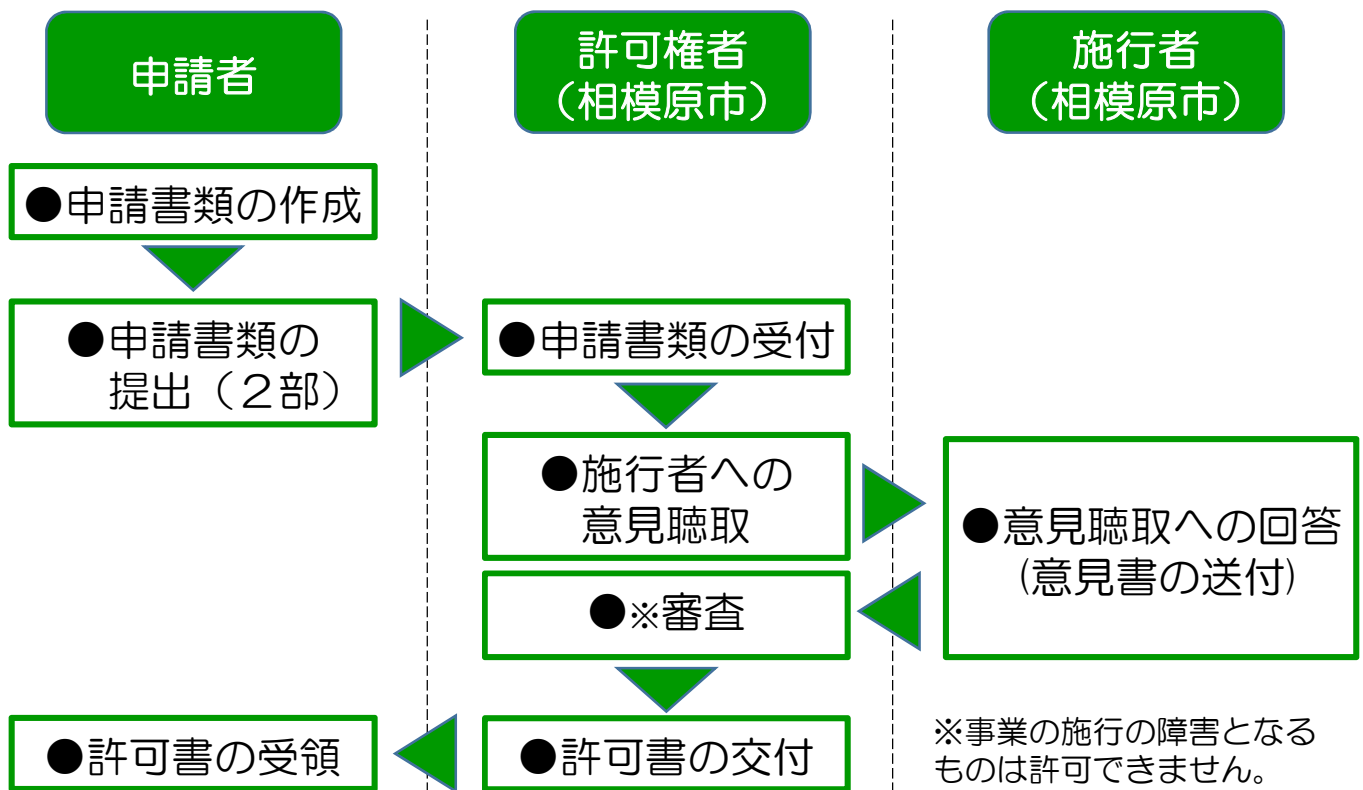 申請者
許可権者
（相模原市）
施行者
（相模原市）
●申請書類の作成
●申請書類の
提出（２部）
●申請書類の受付
●施行者への
意見聴取
●意見聴取への回答
(意見書の送付)
●※審査
●許可書の交付
●許可書の受領
※事業の施行の障害となる
ものは許可できません。